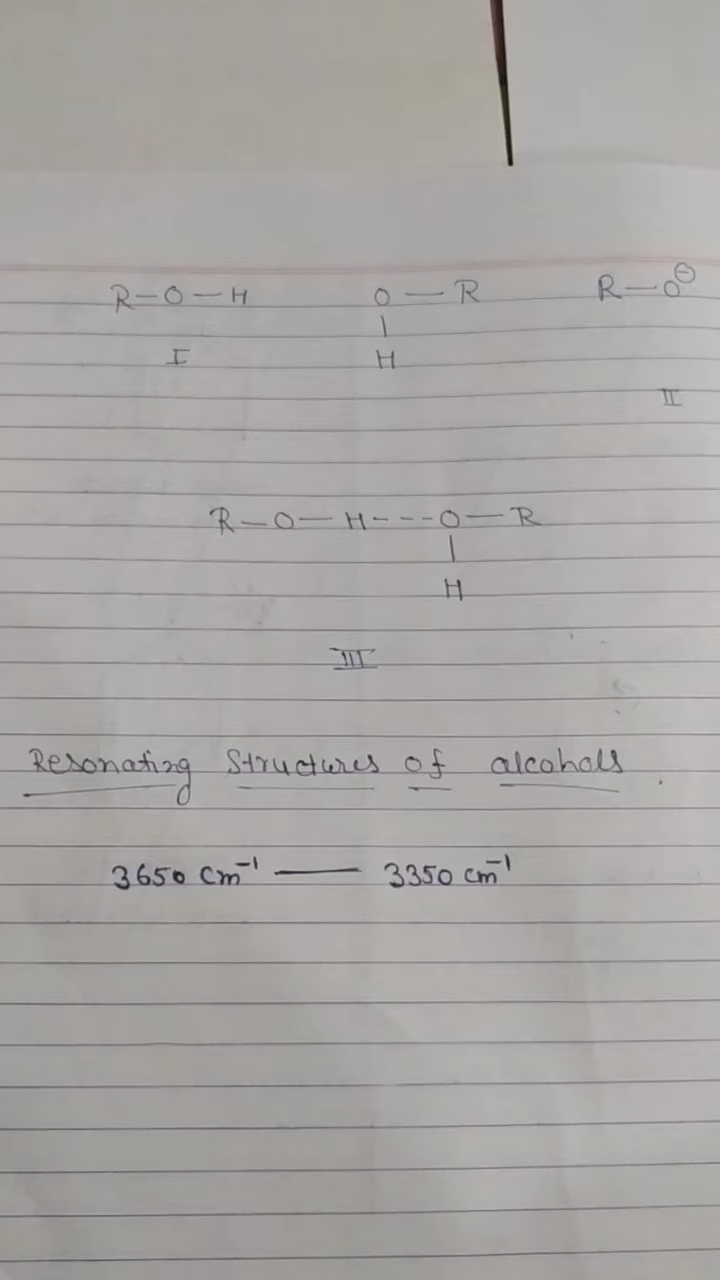 R-O-H O-R R-O⊖
|
I H
II
R-O-H---O-R
|
H
III
Resonating Structures of alcohols.
3650 cm⁻¹ —— 3350 cm⁻¹